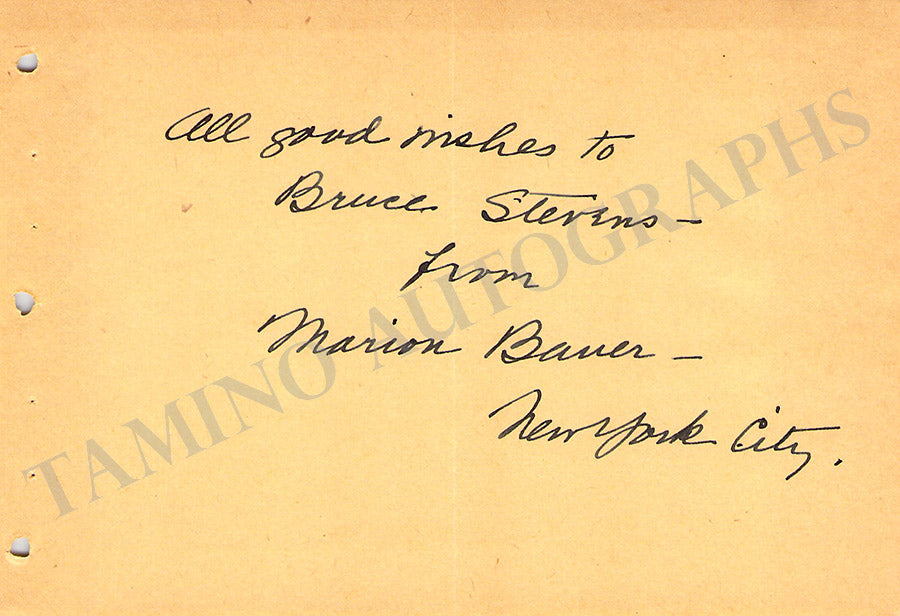 All good wishes to
Bruce Stevens –
from
Marion Bauer –
New York City.
TAMINO AUTOGRAPHS